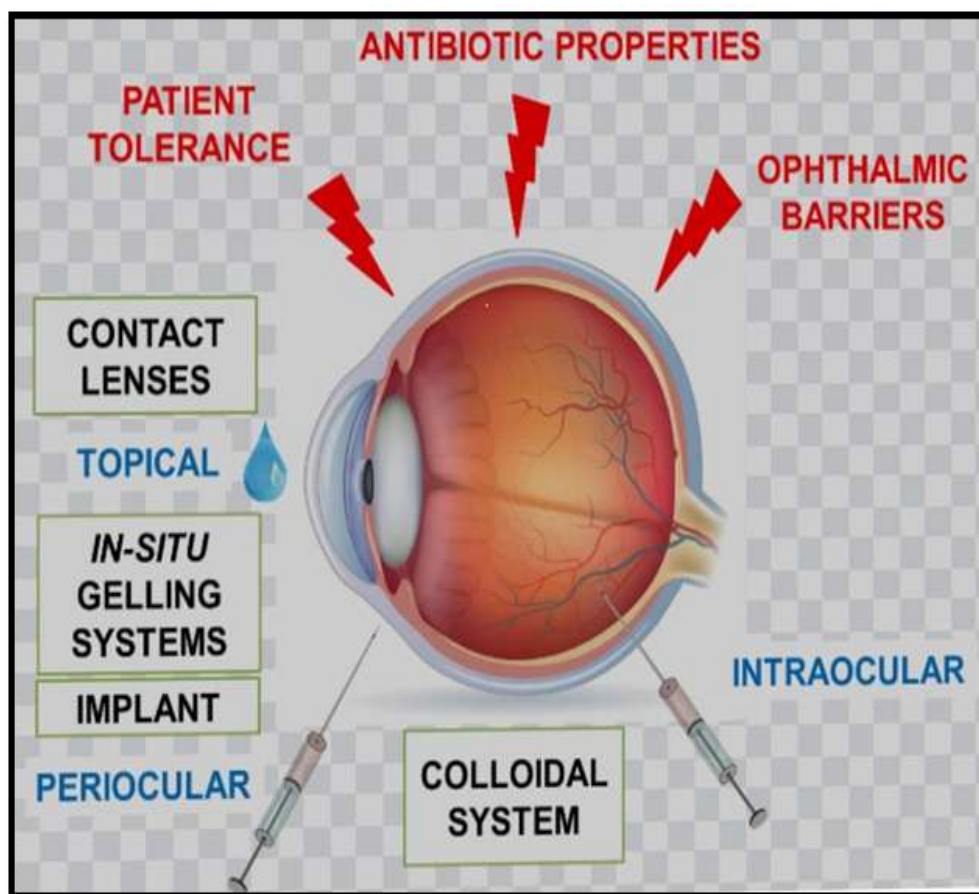 ANTIBIOTIC PROPERTIES
PATIENT
TOLERANCE
OPHTHALMIC
BARRIERS
CONTACT
LENSES
TOPICAL
IN-SITU
GELLING
SYSTEMS
IMPLANT
PERIOCULAR
INTRAOCULAR
COLLOIDAL
SYSTEM